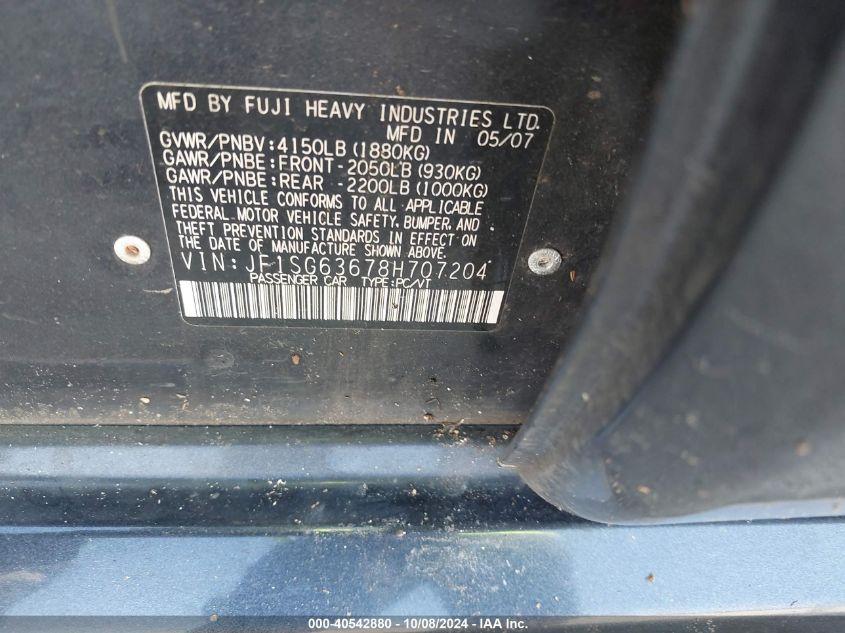 MFD BY FUJI HEAVY INDUSTRIES LTD.
MFD IN 05/07
GVWR/PNBV:4150LB (1880KG)
GAWR/PNBE:FRONT-2050LB (930KG)
GAWR/PNBE:REAR -2200LB (1000KG)
THIS VEHICLE CONFORMS TO ALL APPLICABLE
FEDERAL MOTOR VEHICLE SAFETY, BUMPER, AND
THEFT PREVENTION STANDARDS IN EFFECT ON
THE DATE OF MANUFACTURE SHOWN ABOVE.
VIN:JF1SG63678H707204
PASSENGER CAR TYPE:PC/VT
000-40542880 - 10/08/2024 - IAA Inc.